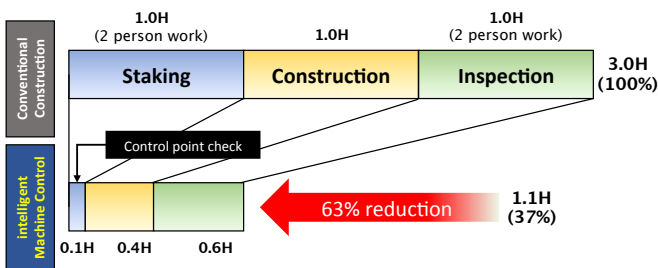 1.0H
(2 person work)
1.0H
1.0H
(2 person work)
Conventional
Construction
Staking
Construction
Inspection
3.0H
(100%)
Control point check
intelligent
Machine Control
63% reduction
1.1H
(37%)
0.1H
0.4H
0.6H